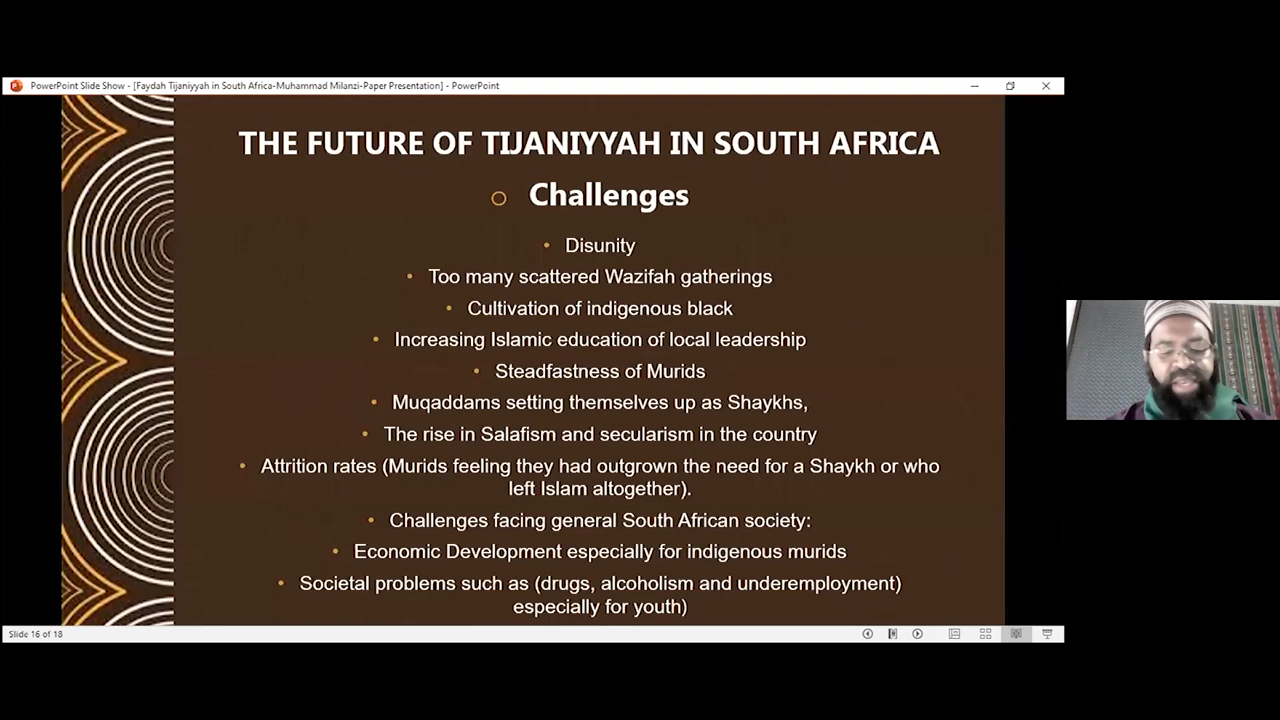 PowerPoint Slide Show - [Faydah Tijaniyyah in South Africa-Muhammad Milanzi-Paper Presentation] - PowerPoint
THE FUTURE OF TIJANIYYAH IN SOUTH AFRICA
Challenges
• Disunity
• Too many scattered Wazifah gatherings
• Cultivation of indigenous black
• Increasing Islamic education of local leadership
• Steadfastness of Murids
• Muqaddams setting themselves up as Shaykhs,
• The rise in Salafism and secularism in the country
• Attrition rates (Murids feeling they had outgrown the need for a Shaykh or who
left Islam altogether).
• Challenges facing general South African society:
• Economic Development especially for indigenous murids
• Societal problems such as (drugs, alcoholism and underemployment)
especially for youth)
Slide 16 of 18